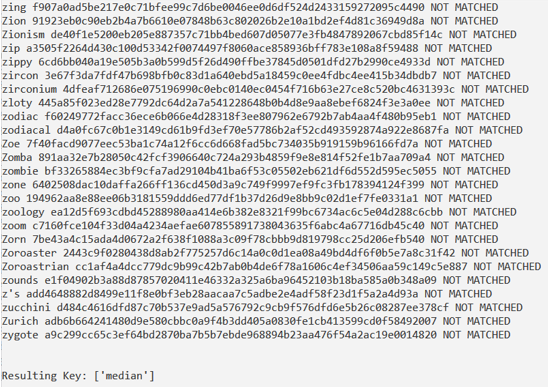 zing f907a0ad5be217e0c71bfee99c7d6be0046ee0d6df524d2433159272095c4490 NOT MATCHED
Zion 91923eb0c90eb2b4a7b6610e07848b63c802026b2e10a1bd2ef4d81c36949d8a NOT MATCHED
Zionism de40f1e5200eb205e887357c71bb4bed607d05077e3fb4847892067cbd85f14c NOT MATCHED
zip a3505f2264d430c100d53342f0074497f8060ace858936bff783e108a8f59488 NOT MATCHED
zippy 6cd6bb040a19e505b3a0b599d5f26d490ffbe37845d0501dfd27b2990ce4933d NOT MATCHED
zircon 3e67f3da7fdf47b698bfb0c83d1a640ebd5a18459c0ee4fdbc4ee415b34dbdb7 NOT MATCHED
zirconium 4dfeaf712686e075196990c0ebc0140ec0454f716b63e27ce8c520bc4631393c NOT MATCHED
zloty 445a85f023ed28e7792dc64d2a7a541228648b0b4d8e9aa8ebef6824f3e3a0ee NOT MATCHED
zodiac f60249772facc36ece6b066e4d28318f3ee807962e6792b7ab4aa4f480b95eb1 NOT MATCHED
zodiacal d4a0fc67c0b1e3149cd61b9fd3ef70e57786b2af52cd493592874a922e8687fa NOT MATCHED
Zoe 7f40facd9077eec53ba1c74a12f6cc6d668fad5bc734035b919159b96166fd7a NOT MATCHED
Zomba 891aa32e7b28050c42fcf3906640c724a293b4859f9e8e814f52fe1b7aa709a4 NOT MATCHED
zombie bf33265884ec3bf9cfa7ad29104b41ba6f53c05502eb621df6d552d595ec5055 NOT MATCHED
zone 6402508dac10daffa266ff136cd450d3a9c749f9997ef9fc3fb178394124f399 NOT MATCHED
zoo 194962aa8e88ee06b3181559ddd6ed77df1b37d26d9e8bb9c02d1ef7fe0331a1 NOT MATCHED
zoology ea12d5f693cdbd45288980aa414e6b382e8321f99bc6734ac6c5e04d288c6cbb NOT MATCHED
zoom c7160fce104f33d04a4234aefae607855891738043635f6abc4a67716db45c40 NOT MATCHED
Zorn 7be43a4c15ada4d0672a2f638f1088a3c09f78cbbb9d819798cc25d206efb540 NOT MATCHED
Zoroaster 2443c9f0280438d8ab2f775257d6c14a0c0d1ea08a49bd4df6f0b5e7a8c31f42 NOT MATCHED
Zoroastrian cc1af4a4dcc779dc9b99c42b7ab0b4de6f78a1606c4ef34506aa59c149c5e887 NOT MATCHED
zounds e1f04902b3a88d87857020411e46332a325a6ba96452103b18ba585a0b348a09 NOT MATCHED
z's add4648882d8499e11f8e0bf3eb28aacaa7c5adbe2e4adf58f23d1f5a2a4d93a NOT MATCHED
zucchini d484c4616dfd87c70b537e9ad5a576792c9cb9f576dfd6e5b26c08287ee378cf NOT MATCHED
Zurich adb6b664241480d9e580cbbc0a9f4b3dd405a0830fe1cb413599cd0f58492007 NOT MATCHED
zygote a9c299cc65c3ef64bd2870ba7b5b7ebde968894b23aa476f54a2ac19e0014820 NOT MATCHED
Resulting Key: ['median']